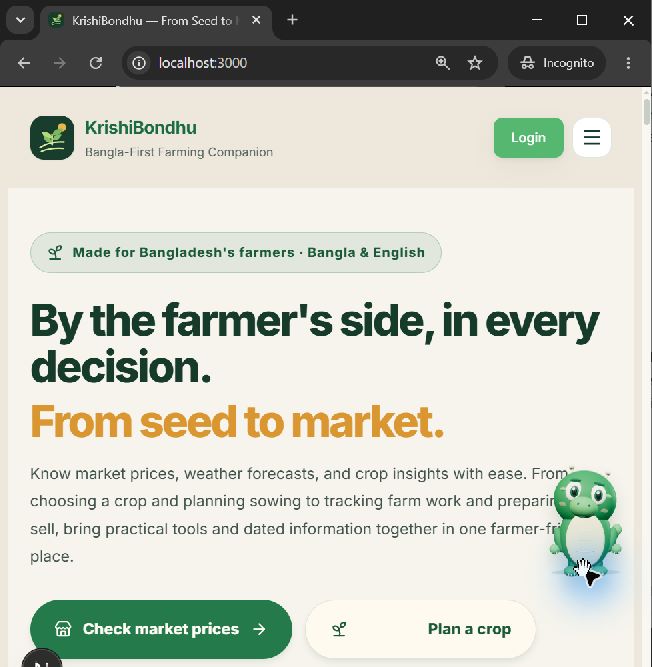 KrishiBondhu — From Seed to
localhost:3000
Incognito
KrishiBondhu
Bangla-First Farming Companion
Login
Made for Bangladesh's farmers · Bangla & English
By the farmer's side, in every
decision.
From seed to market.
Know market prices, weather forecasts, and crop insights with ease. From
choosing a crop and planning sowing to tracking farm work and
sell, bring practical tools and dated information together in one
place.
Check market prices →
Plan a crop